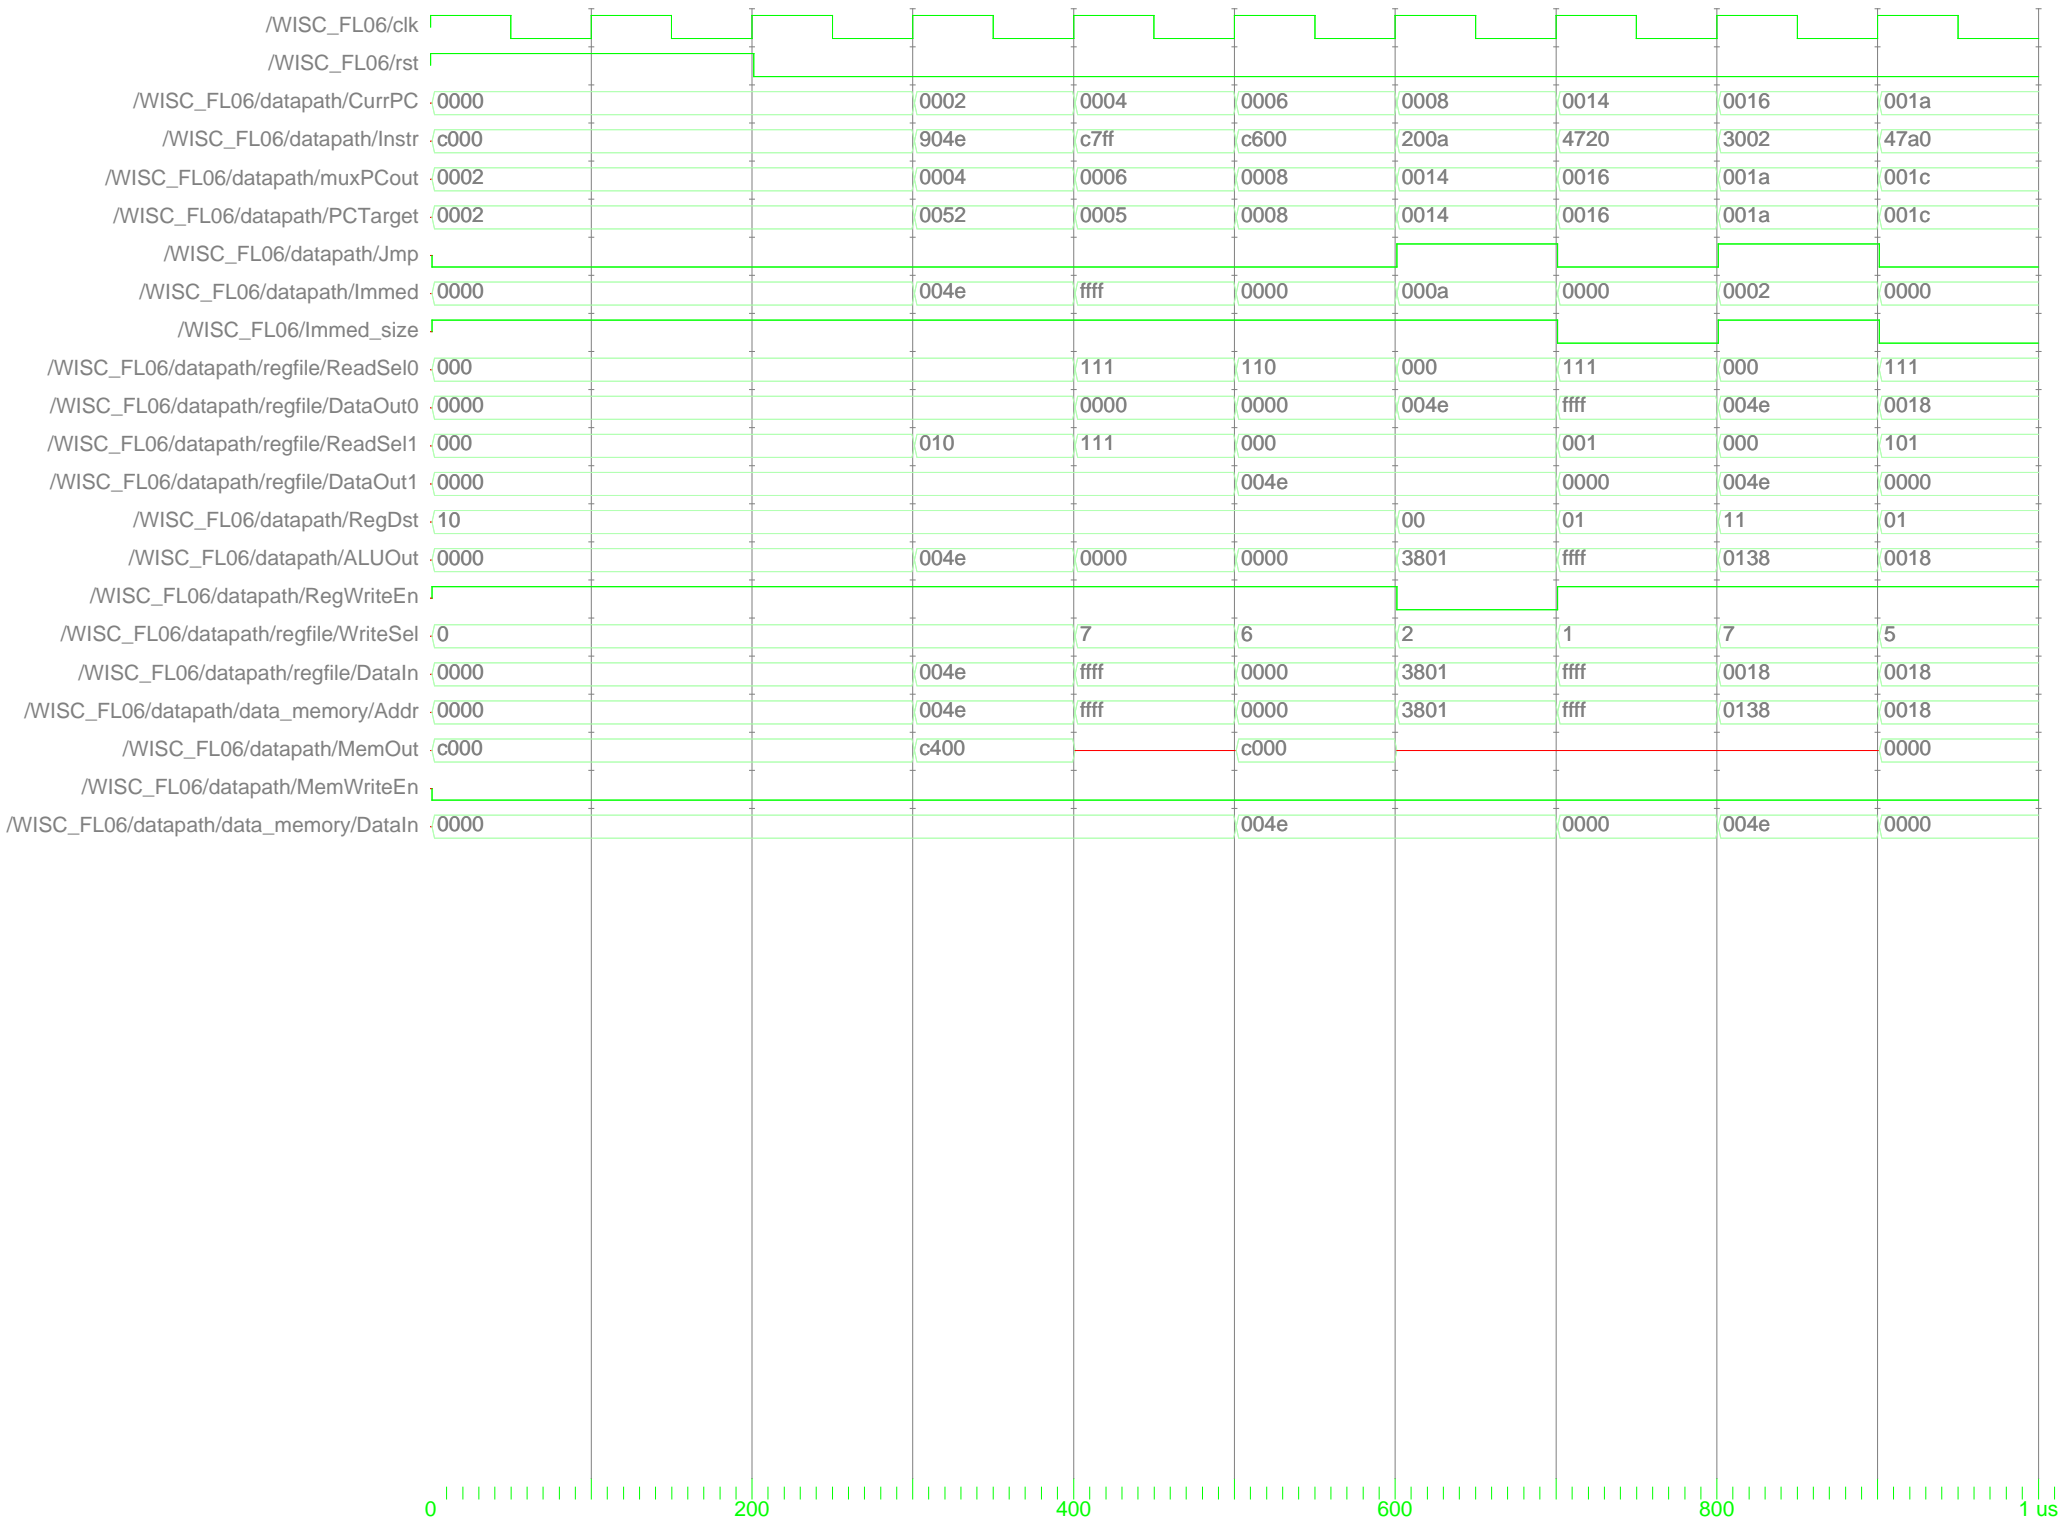 /WISC_FL06/clk
/WISC_FL06/rst
/WISC_FL06/datapath/CurrPC 0000 0002 0004 0006 0008 0014 0016 001a
/WISC_FL06/datapath/Instr c000 904e c7ff c600 200a 4720 3002 47a0
/WISC_FL06/datapath/muxPCout 0002 0004 0006 0008 0014 0016 001a 001c
/WISC_FL06/datapath/PCTarget 0002 0052 0005 0008 0014 0016 001a 001c
/WISC_FL06/datapath/Jmp
/WISC_FL06/datapath/Immed 0000 004e ffff 0000 000a 0000 0002 0000
/WISC_FL06/Immed_size
/WISC_FL06/datapath/regfile/ReadSel0 000 111 110 000 111 000 111
/WISC_FL06/datapath/regfile/DataOut0 0000 0000 0000 004e ffff 004e 0018
/WISC_FL06/datapath/regfile/ReadSel1 000 010 111 000 001 000 101
/WISC_FL06/datapath/regfile/DataOut1 0000 004e 0000 004e 0000
/WISC_FL06/datapath/RegDst 10 00 01 11 01
/WISC_FL06/datapath/ALUOut 0000 004e 0000 0000 3801 ffff 0138 0018
/WISC_FL06/datapath/RegWriteEn
/WISC_FL06/datapath/regfile/WriteSel 0 7 6 2 1 7 5
/WISC_FL06/datapath/regfile/DataIn 0000 004e ffff 0000 3801 ffff 0018 0018
/WISC_FL06/datapath/data_memory/Addr 0000 004e ffff 0000 3801 ffff 0138 0018
/WISC_FL06/datapath/MemOut c000 c400 c000 0000
/WISC_FL06/datapath/MemWriteEn
/WISC_FL06/datapath/data_memory/DataIn 0000 004e 0000 004e 0000
0 200 400 600 800 1 us